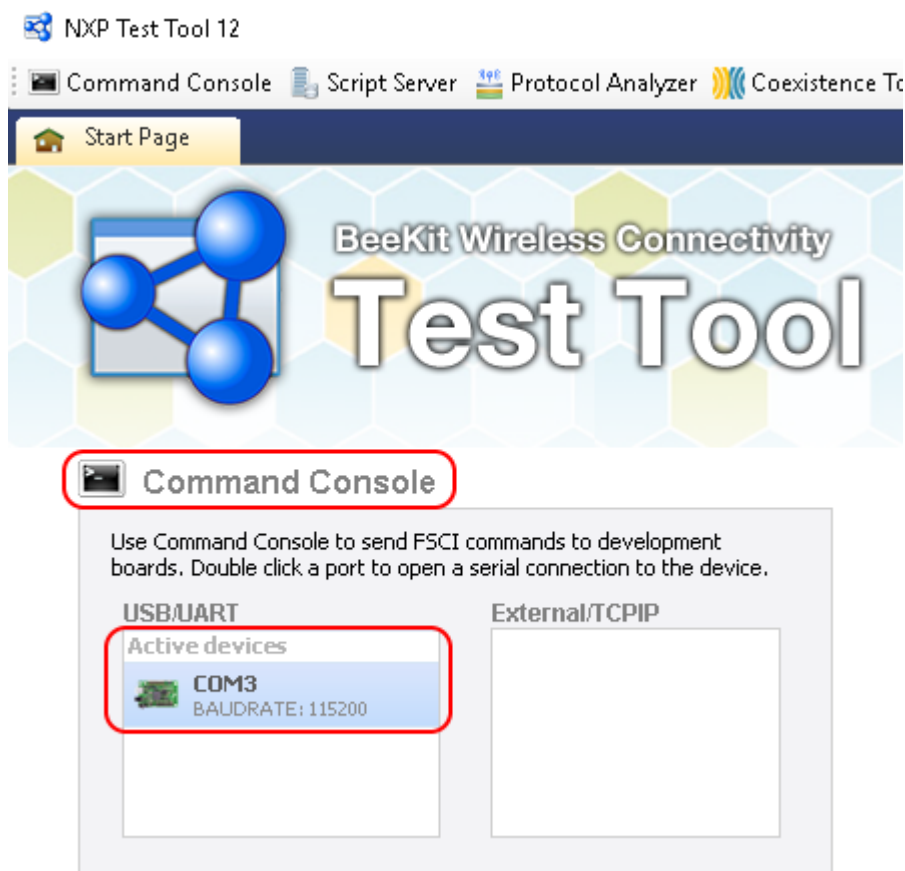 NXP Test Tool 12
Command Console Script Server Protocol Analyzer Coexistence To
Start Page
BeeKit Wireless Connectivity
Test Tool
Command Console
Use Command Console to send FSCI commands to development
boards. Double click a port to open a serial connection to the device.
USB/UART External/TCPIP
Active devices
COM3
BAUDRATE: 115200